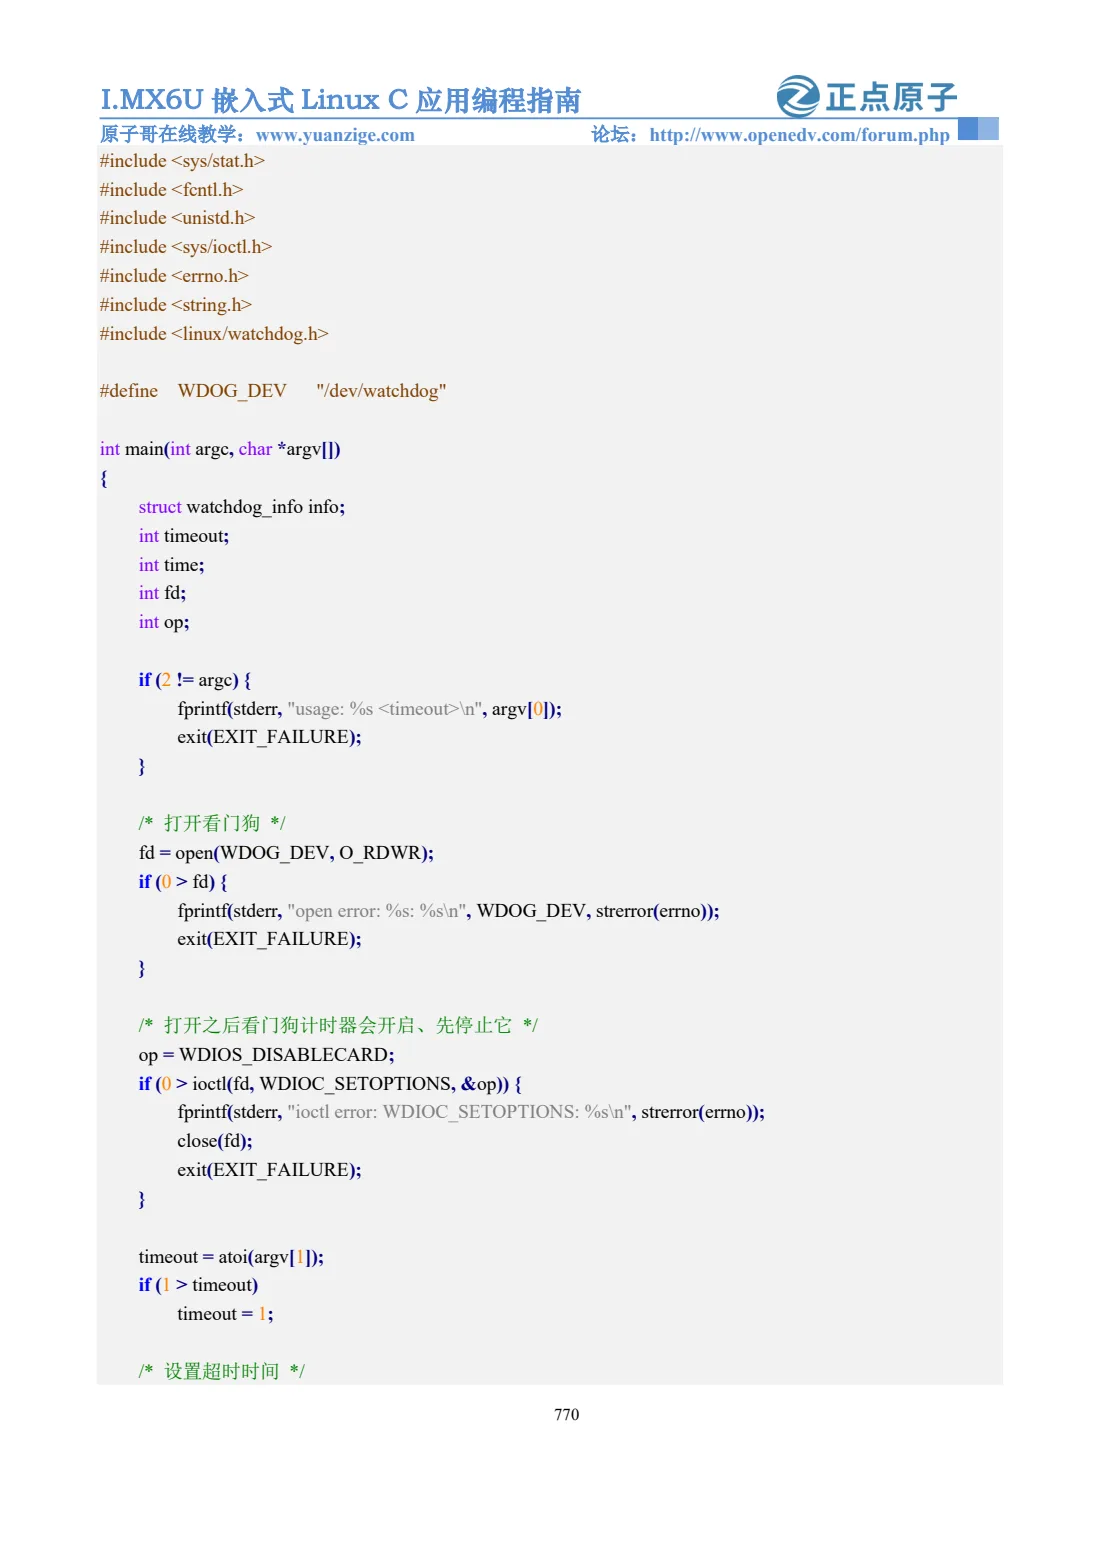 I.MX6U 嵌入式 Linux C 应用编程指南
正点原子
原子哥在线教学：www.yuanzige.com 论坛：http://www.openedv.com/forum.php
#include <sys/stat.h>
#include <fcntl.h>
#include <unistd.h>
#include <sys/ioctl.h>
#include <errno.h>
#include <string.h>
#include <linux/watchdog.h>
#define WDOG_DEV "/dev/watchdog"
int main(int argc, char *argv[])
{
struct watchdog_info info;
int timeout;
int time;
int fd;
int op;
if (2 != argc) {
fprintf(stderr, "usage: %s <timeout>\n", argv[0]);
exit(EXIT_FAILURE);
}
/* 打开看门狗 */
fd = open(WDOG_DEV, O_RDWR);
if (0 > fd) {
fprintf(stderr, "open error: %s: %s\n", WDOG_DEV, strerror(errno));
exit(EXIT_FAILURE);
}
/* 打开之后看门狗计时器会开启、先停止它 */
op = WDIOS_DISABLECARD;
if (0 > ioctl(fd, WDIOC_SETOPTIONS, &op)) {
fprintf(stderr, "ioctl error: WDIOC_SETOPTIONS: %s\n", strerror(errno));
close(fd);
exit(EXIT_FAILURE);
}
timeout = atoi(argv[1]);
if (1 > timeout)
timeout = 1;
/* 设置超时时间 */
770